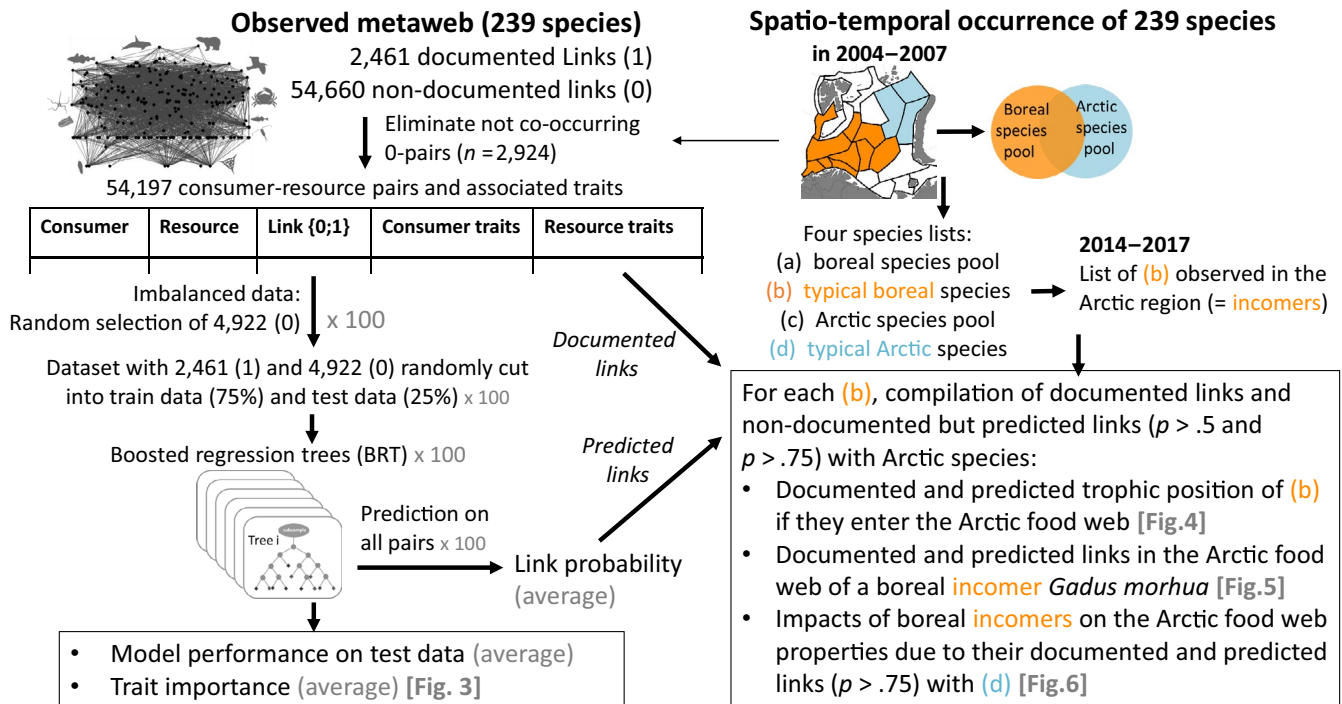 Observed metaweb (239 species)
2,461 documented Links (1)
54,660 non-documented links (0)
Eliminate not co-occurring
0-pairs (n = 2,924)
54,197 consumer-resource pairs and associated traits
Consumer Resource Link {0;1} Consumer traits Resource traits
Imbalanced data:
Random selection of 4,922 (0) x 100
Dataset with 2,461 (1) and 4,922 (0) randomly cut
into train data (75%) and test data (25%) x 100
Boosted regression trees (BRT) x 100
subsample
Tree i
Prediction on
all pairs x 100
Link probability
(average)
• Model performance on test data (average)
• Trait importance (average) [Fig. 3]
Documented
links
Predicted
links
Spatio-temporal occurrence of 239 species
in 2004–2007
Boreal
species
pool
Arctic
species
pool
Four species lists:
(a) boreal species pool
(b) typical boreal species
(c) Arctic species pool
(d) typical Arctic species
2014–2017
List of (b) observed in the
Arctic region (= incomers)
For each (b), compilation of documented links and
non-documented but predicted links (p > .5 and
p > .75) with Arctic species:
• Documented and predicted trophic position of (b)
if they enter the Arctic food web [Fig.4]
• Documented and predicted links in the Arctic food
web of a boreal incomer Gadus morhua [Fig.5]
• Impacts of boreal incomers on the Arctic food web
properties due to their documented and predicted
links (p > .75) with (d) [Fig.6]